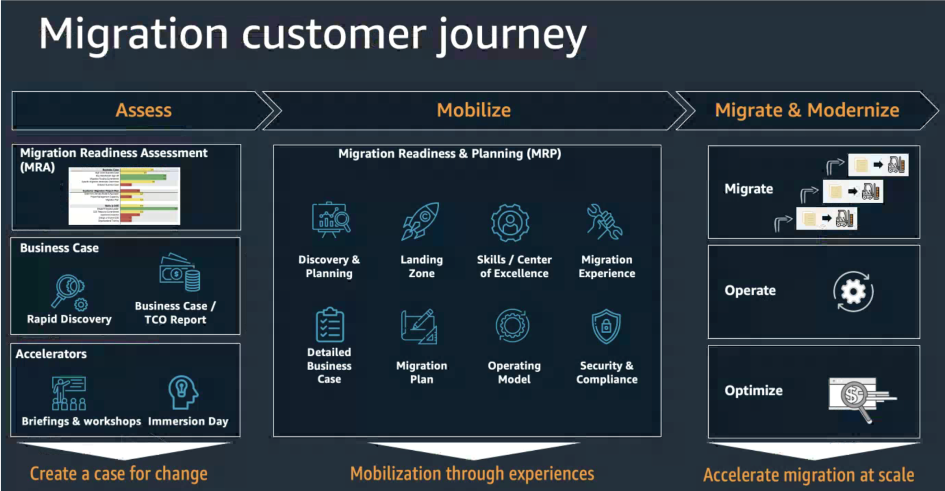 Migration customer journey
Assess
Mobilize
Migrate & Modernize
Migration Readiness Assessment
(MRA)
Business Case
Rapid Discovery
Business Case /
TCO Report
Accelerators
Briefings & workshops
Immersion Day
Create a case for change
Migration Readiness & Planning (MRP)
Discovery &
Planning
Landing
Zone
Skills / Center
of Excellence
Migration
Experience
Detailed
Business
Case
Migration
Plan
Operating
Model
Security &
Compliance
Mobilization through experiences
Migrate
Operate
Optimize
$
Accelerate migration at scale